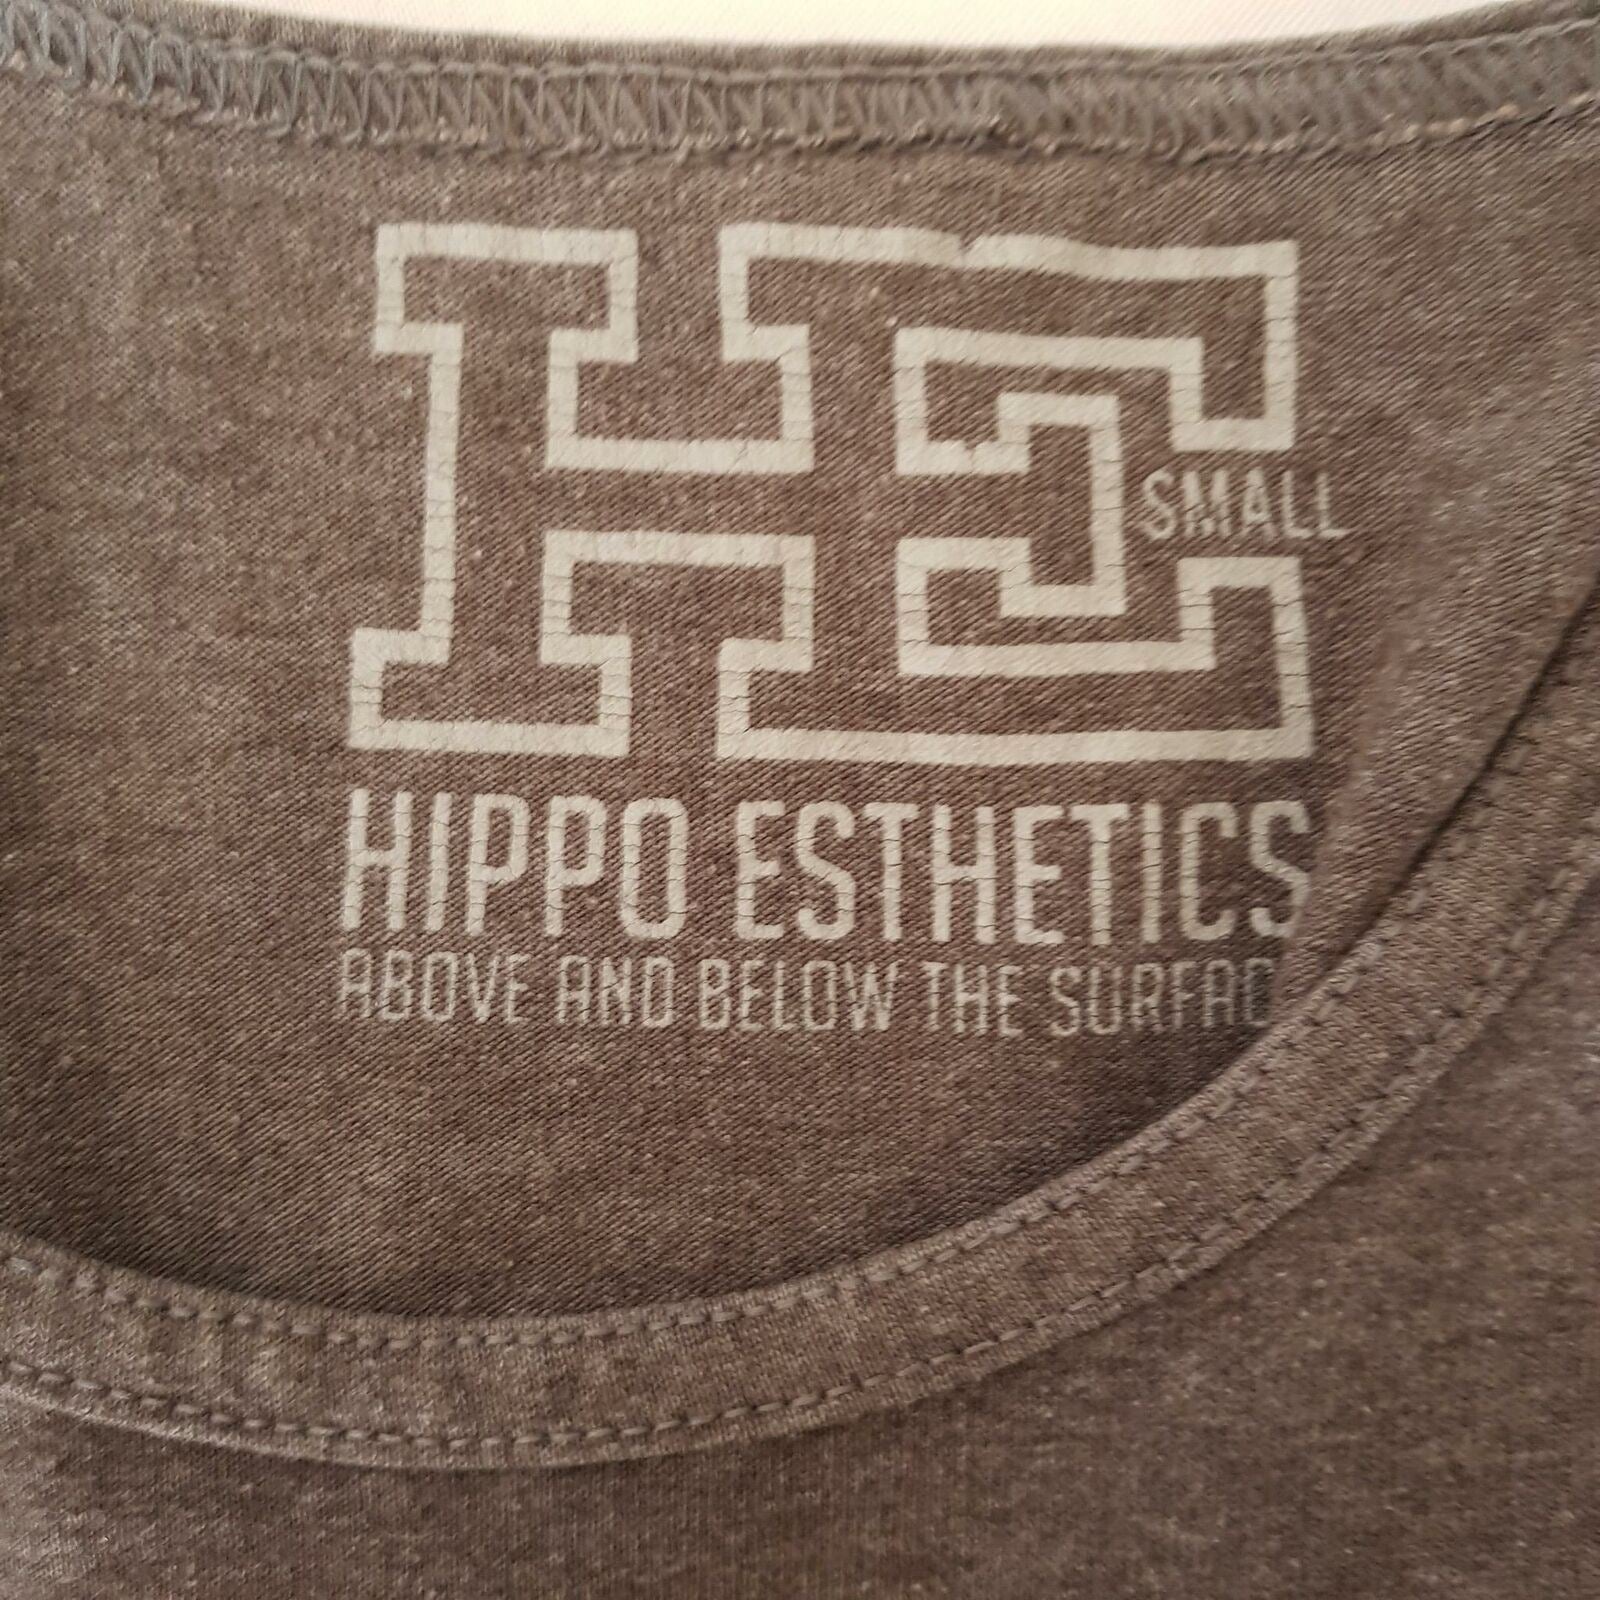 HE
SMALL
HIPPO ESTHETICS
ABOVE AND BELOW THE SURFAC